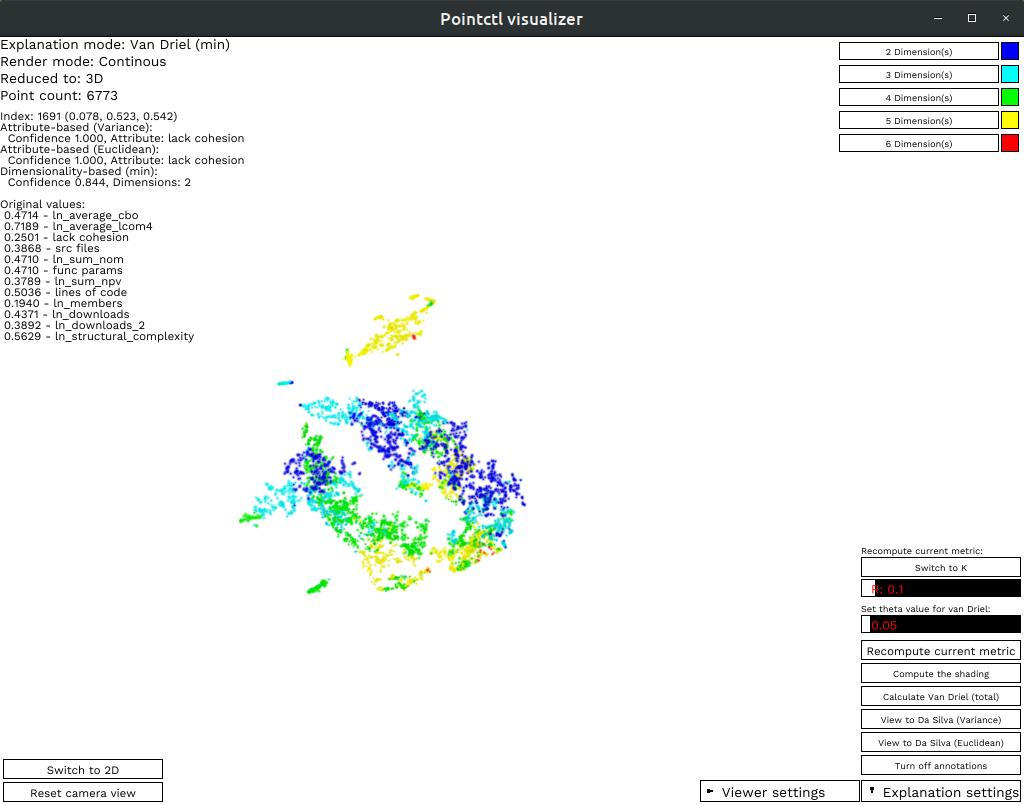 Pointctl visualizer
Explanation mode: Van Driel (min)
Render mode: Continous
Reduced to: 3D
Point count: 6773
Index: 1691 (0.078, 0.523, 0.542)
Attribute-based (Variance):
Confidence 1.000, Attribute: lack cohesion
Attribute-based (Euclidean):
Confidence 1.000, Attribute: lack cohesion
Dimensionality-based (min):
Confidence 0.844, Dimensions: 2
Original values:
0.4714 - ln_average_cbo
0.7189 - ln_average_lcom4
0.2501 - lack cohesion
0.3868 - src files
0.4710 - ln_sum_nom
0.4710 - func params
0.3789 - ln_sum_npv
0.5036 - lines of code
0.1940 - ln_members
0.4371 - ln_downloads
0.3892 - ln_downloads_2
0.5629 - ln_structural_complexity
2 Dimension(s)
3 Dimension(s)
4 Dimension(s)
5 Dimension(s)
6 Dimension(s)
Recompute current metric:
Switch to K
R: 0.1
Set theta value for van Driel:
0.05
Recompute current metric
Compute the shading
Calculate Van Driel (total)
View to Da Silva (Variance)
View to Da Silva (Euclidean)
Turn off annotations
Switch to 2D
Reset camera view
Viewer settings
Explanation settings